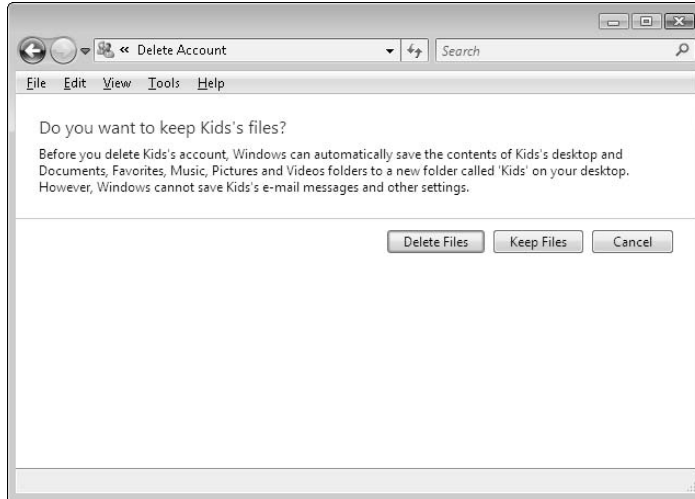 « Delete Account Search
File Edit View Tools Help
Do you want to keep Kids's files?
Before you delete Kids's account, Windows can automatically save the contents of Kids's desktop and
Documents, Favorites, Music, Pictures and Videos folders to a new folder called 'Kids' on your desktop.
However, Windows cannot save Kids's e-mail messages and other settings.
Delete Files Keep Files Cancel